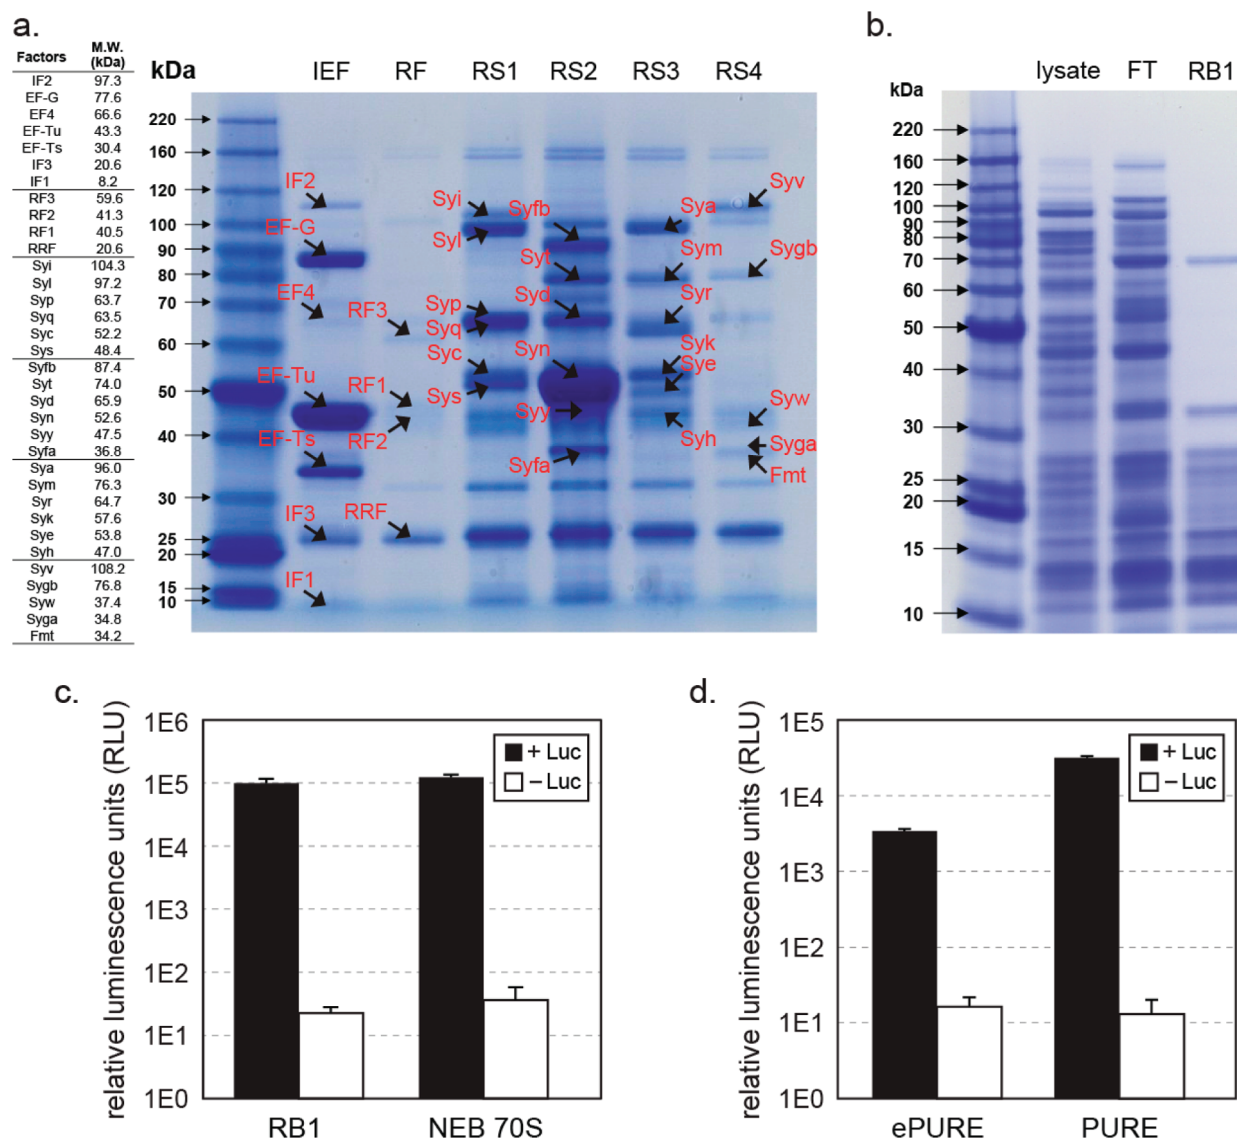 a.
Factors M.W. (kDa)
IF2 97.3
EF-G 77.6
EF4 66.6
EF-Tu 43.3
EF-Ts 30.4
IF3 20.6
IF1 8.2
RF3 59.6
RF2 41.3
RF1 40.5
RRF 20.6
Syi 104.3
Syl 97.2
Syp 63.7
Syq 63.5
Syc 52.2
Sys 48.4
Syfb 87.4
Syt 74.0
Syd 65.9
Syn 52.6
Syy 47.5
Syfa 36.8
Sya 96.0
Sym 76.3
Syr 64.7
Syk 57.6
Sye 53.8
Syh 47.0
Syv 108.2
Sygb 76.8
Syw 37.4
Syga 34.8
Fmt 34.2
kDa IEF RF RS1 RS2 RS3 RS4
220
160
120
100
90
80
70
60
50
40
30
25
20
15
10
IF2
EF-G
EF4
EF-Tu
EF-Ts
IF3
IF1
RF3
RF1
RF2
RRF
Syi
Syl
Syp
Syq
Syc
Sys
Syfb
Syt
Syd
Syn
Syy
Syfa
Sya
Sym
Syr
Syk
Sye
Syh
Syv
Sygb
Syw
Syga
Fmt
b.
kDa lysate FT RB1
220
160
120
100
90
80
70
60
50
40
30
25
20
15
10
c.
relative luminescence units (RLU)
1E6
1E5
1E4
1E3
1E2
1E1
1E0
+ Luc
– Luc
RB1 NEB 70S
d.
relative luminescence units (RLU)
1E5
1E4
1E3
1E2
1E1
1E0
+ Luc
– Luc
ePURE PURE